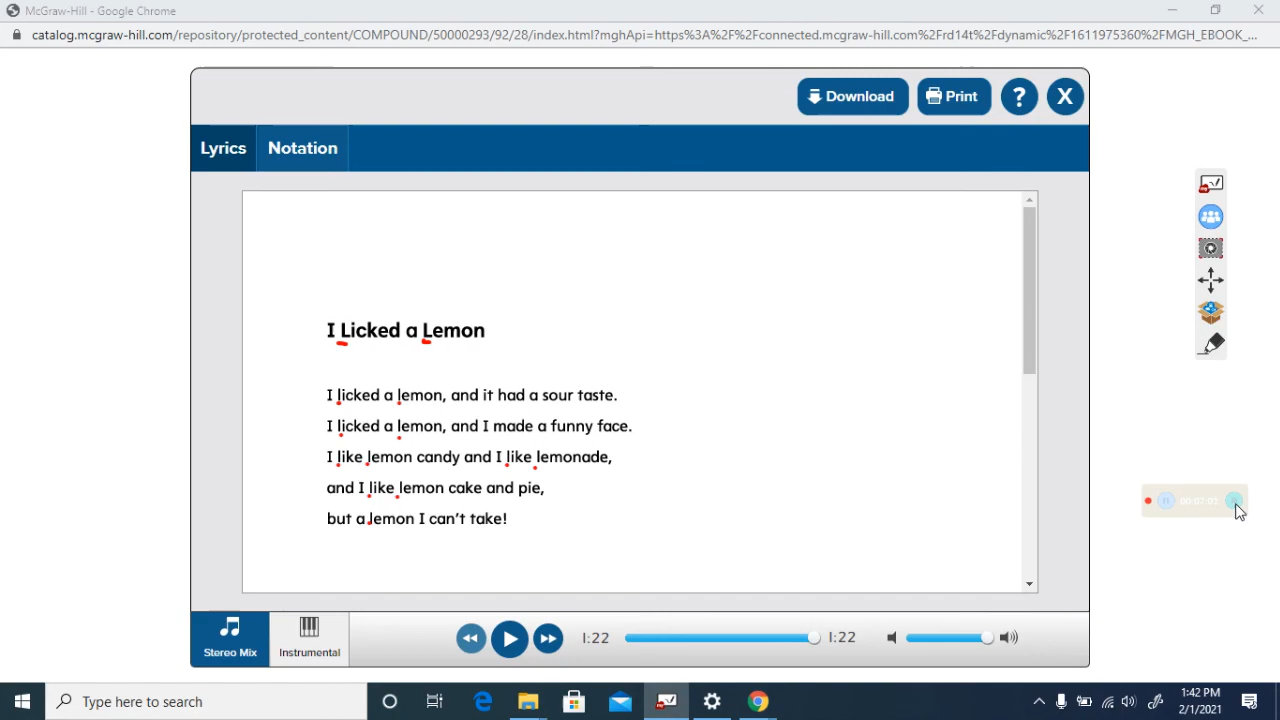 McGraw-Hill - Google Chrome
catalog.mcgraw-hill.com/repository/protected_content/COMPOUND/50000293/92/28/index.html?mghApi=https%3A%2F%2Fconnected.mcgraw-hill.com%2Frd14t%2Fdynamic%2F1611975360%2FMGH_EBOOK_...
Download Print ? X
Lyrics Notation
I Licked a Lemon
I licked a lemon, and it had a sour taste.
I licked a lemon, and I made a funny face.
I like lemon candy and I like lemonade,
and I like lemon cake and pie,
but a lemon I can't take!
00:07:03
Stereo Mix Instrumental 1:22 1:22
Type here to search
1:42 PM
2/1/2021